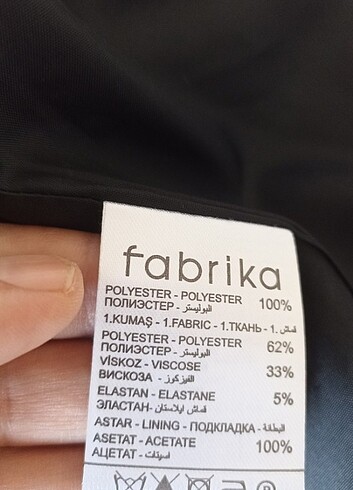 fabrika
POLYESTER - POLYESTER 100%
ПОЛИЭСТЕР - البوليستر
1.KUMAŞ - 1.FABRIC - 1.ТКАНЬ - 1. قماش
POLYESTER - POLYESTER 62%
ПОЛИЭСТЕР - البوليستر
VİSKOZ - VISCOSE 33%
ВИСКОЗА - الفيزكوز
ELASTAN - ELASTANE 5%
ЭЛАСТАН- قماش ايلاستان
ASTAR - LINING - ПОДКЛАДКА - البطانة
ASETAT - ACETATE 100%
АЦЕТАТ - اسيتات